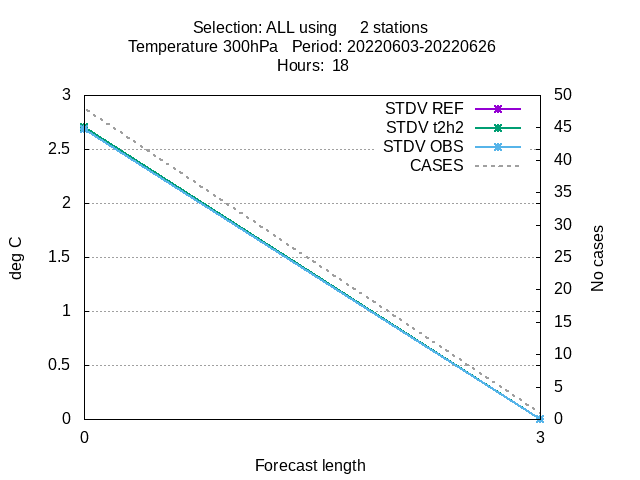 Selection: ALL using     2 stations
Temperature 300hPa   Period: 20220603-20220626
Hours:  18
3
2.5
2
1.5
1
0.5
0
deg C
50
45
40
35
30
25
20
15
10
5
0
No cases
STDV REF
STDV t2h2
STDV OBS
CASES
0
3
Forecast length